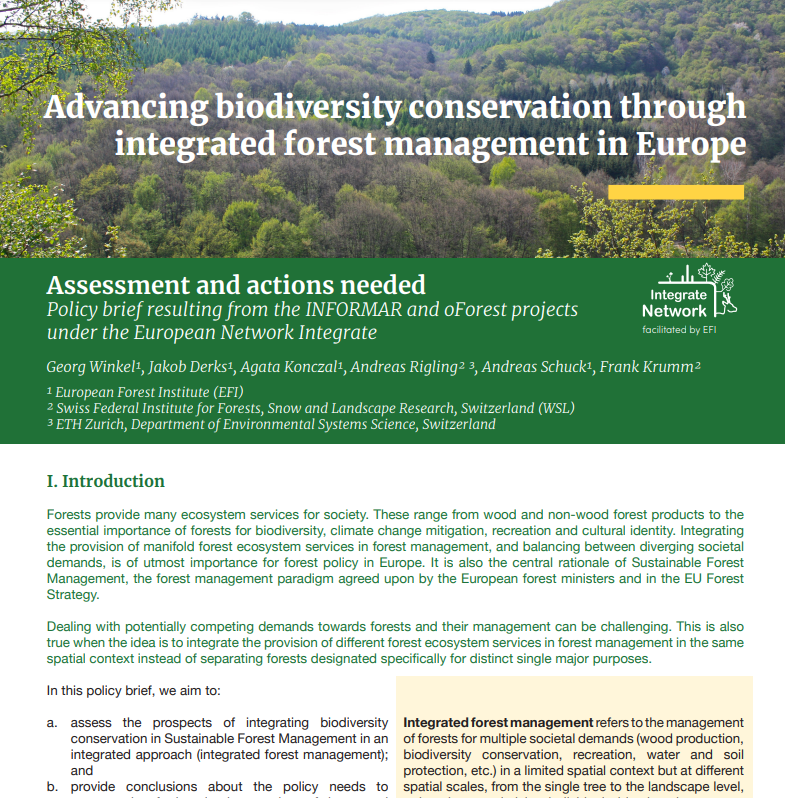 Advancing biodiversity conservation through
integrated forest management in Europe
Assessment and actions needed
Policy brief resulting from the INFORMAR and oForest projects
under the European Network Integrate
Integrate
Network
facilitated by EFI
Georg Winkel¹, Jakob Derks¹, Agata Konczal¹, Andreas Rigling² ³, Andreas Schuck¹, Frank Krumm²
¹ European Forest Institute (EFI)
² Swiss Federal Institute for Forests, Snow and Landscape Research, Switzerland (WSL)
³ ETH Zurich, Department of Environmental Systems Science, Switzerland
I. Introduction
Forests provide many ecosystem services for society. These range from wood and non-wood forest products to the
essential importance of forests for biodiversity, climate change mitigation, recreation and cultural identity. Integrating
the provision of manifold forest ecosystem services in forest management, and balancing between diverging societal
demands, is of utmost importance for forest policy in Europe. It is also the central rationale of Sustainable Forest
Management, the forest management paradigm agreed upon by the European forest ministers and in the EU Forest
Strategy.
Dealing with potentially competing demands towards forests and their management can be challenging. This is also
true when the idea is to integrate the provision of different forest ecosystem services in forest management in the same
spatial context instead of separating forests designated specifically for distinct single major purposes.
In this policy brief, we aim to:
a. assess the prospects of integrating biodiversity
conservation in Sustainable Forest Management in an
integrated approach (integrated forest management);
and
b. provide conclusions about the policy needs to
Integrated forest management refers to the management
of forests for multiple societal demands (wood production,
biodiversity conservation, recreation, water and soil
protection, etc.) in a limited spatial context but at different
spatial scales, from the single tree to the landscape level,